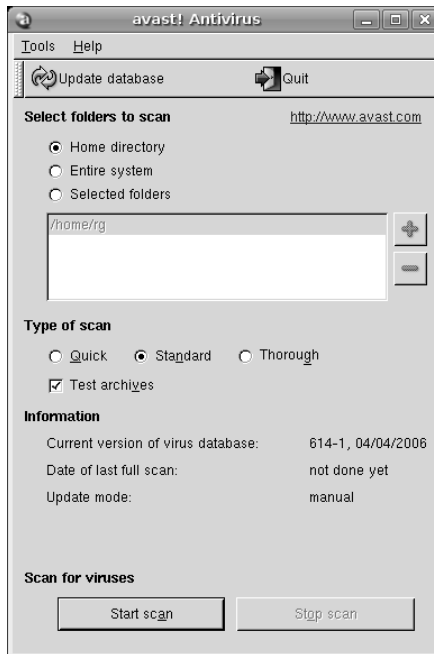 avast! Antivirus
Tools Help
Update database Quit
Select folders to scan http://www.avast.com
Home directory
Entire system
Selected folders
/home/rg
Type of scan
Quick Standard Thorough
Test archives
Information
Current version of virus database: 614-1, 04/04/2006
Date of last full scan: not done yet
Update mode: manual
Scan for viruses
Start scan Stop scan